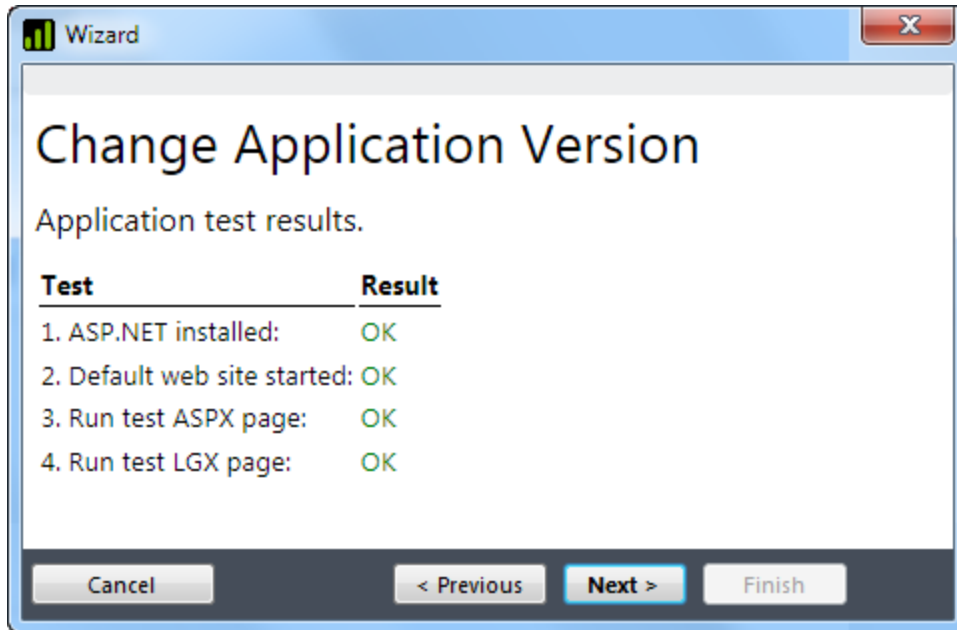 Wizard
Change Application Version
Application test results.
Test Result
1. ASP.NET installed: OK
2. Default web site started: OK
3. Run test ASPX page: OK
4. Run test LGX page: OK
Cancel < Previous Next > Finish